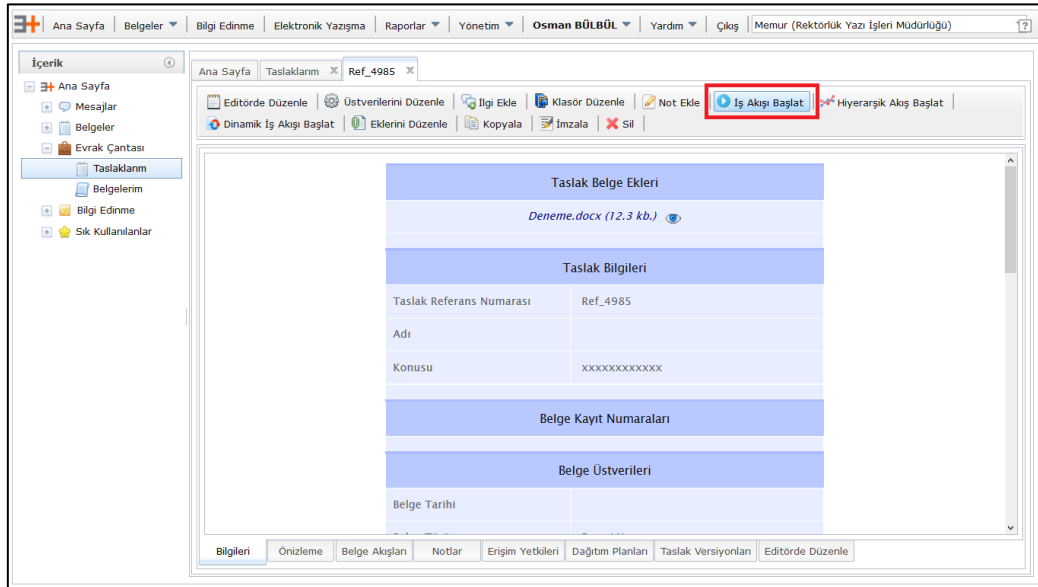 Ana Sayfa Belgeler Bilgi Edinme Elektronik Yazışma Raporlar Yönetim Osman BÜLBÜL Yardım Çıkış Memur (Rektörlük Yazı İşleri Müdürlüğü)
İçerik
Ana Sayfa
Mesajlar
Belgeler
Evrak Çantası
Taslaklarım
Belgelerim
Bilgi Edinme
Sık Kullanılanlar
Ana Sayfa Taslaklarım X Ref_4985 X
Editörde Düzenle Üstverilerini Düzenle İlgi Ekle Klasör Düzenle Not Ekle İş Akışı Başlat Hiyerarşik Akış Başlat
Dinamik İş Akışı Başlat Eklerini Düzenle Kopyala İmzala Sil
Taslak Belge Ekleri
Deneme.docx (12.3 kb.)
Taslak Bilgileri
Taslak Referans Numarası Ref_4985
Adı
Konusu xxxxxxxxxxxx
Belge Kayıt Numaraları
Belge Üstverileri
Belge Tarihi
Bilgileri Önizleme Belge Akışları Notlar Erişim Yetkileri Dağıtım Planları Taslak Versiyonları Editörde Düzenle